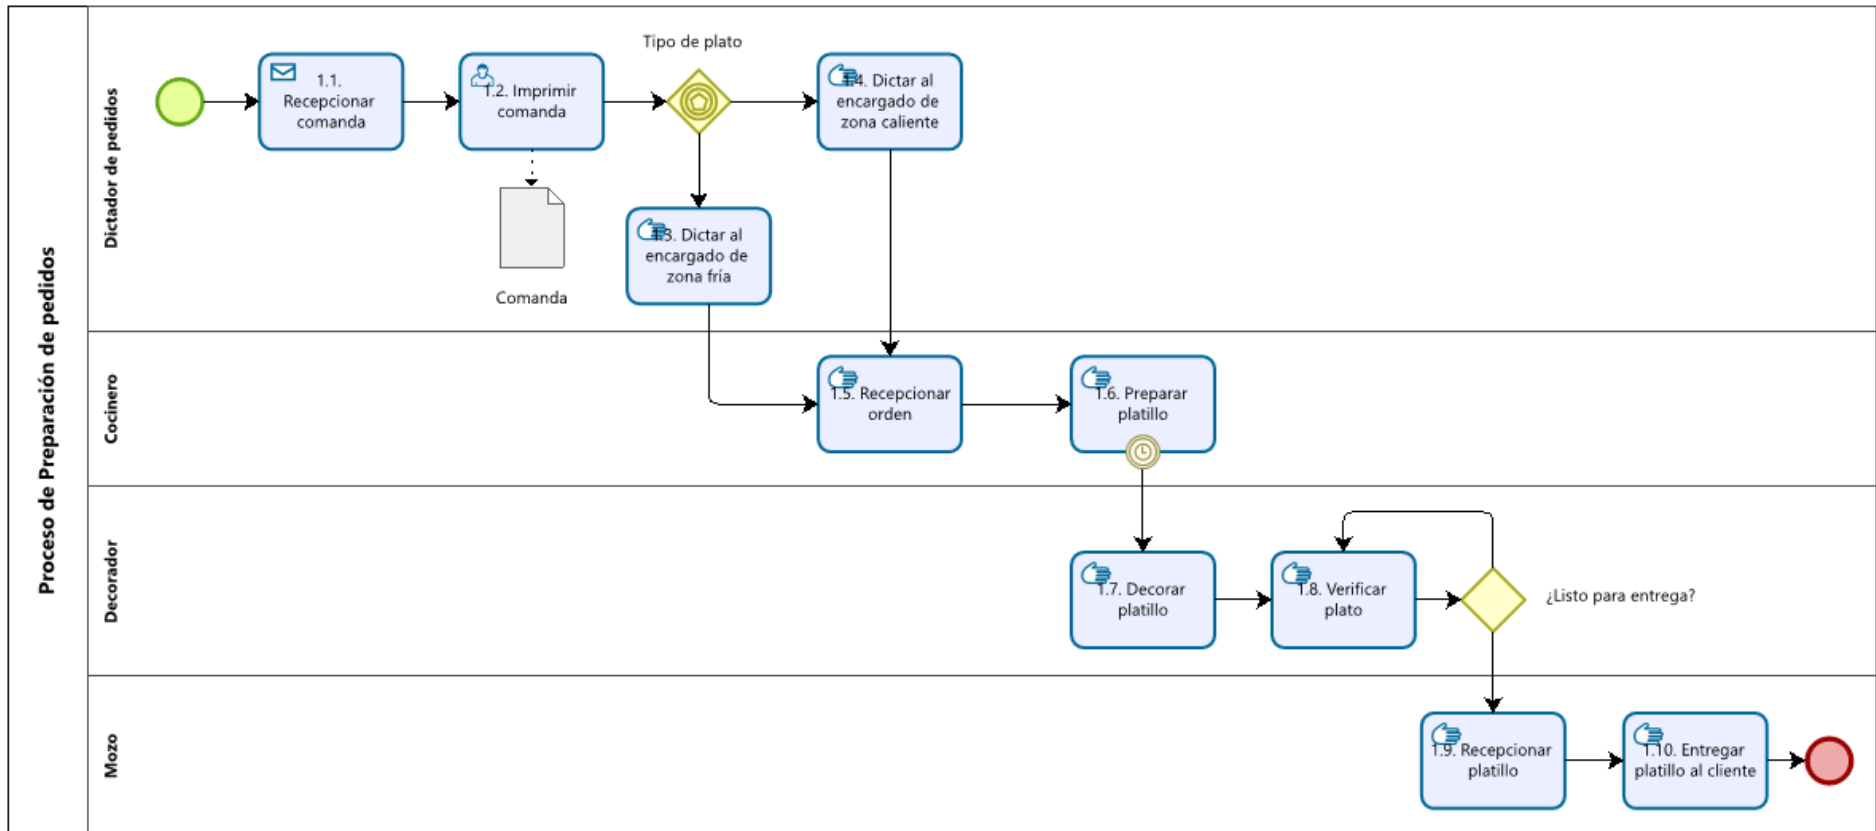 Proceso de Preparación de pedidos
Dictador de pedidos
1.1.
Recepcionar
comanda
1.2. Imprimir
comanda
Comanda
Tipo de plato
1.3. Dictar al
encargado de
zona fría
1.4. Dictar al
encargado de
zona caliente
Cocinero
1.5. Recepcionar
orden
1.6. Preparar
platillo
Decorador
1.7. Decorar
platillo
1.8. Verificar
plato
¿Listo para entrega?
Mozo
1.9. Recepcionar
platillo
1.10. Entregar
platillo al cliente